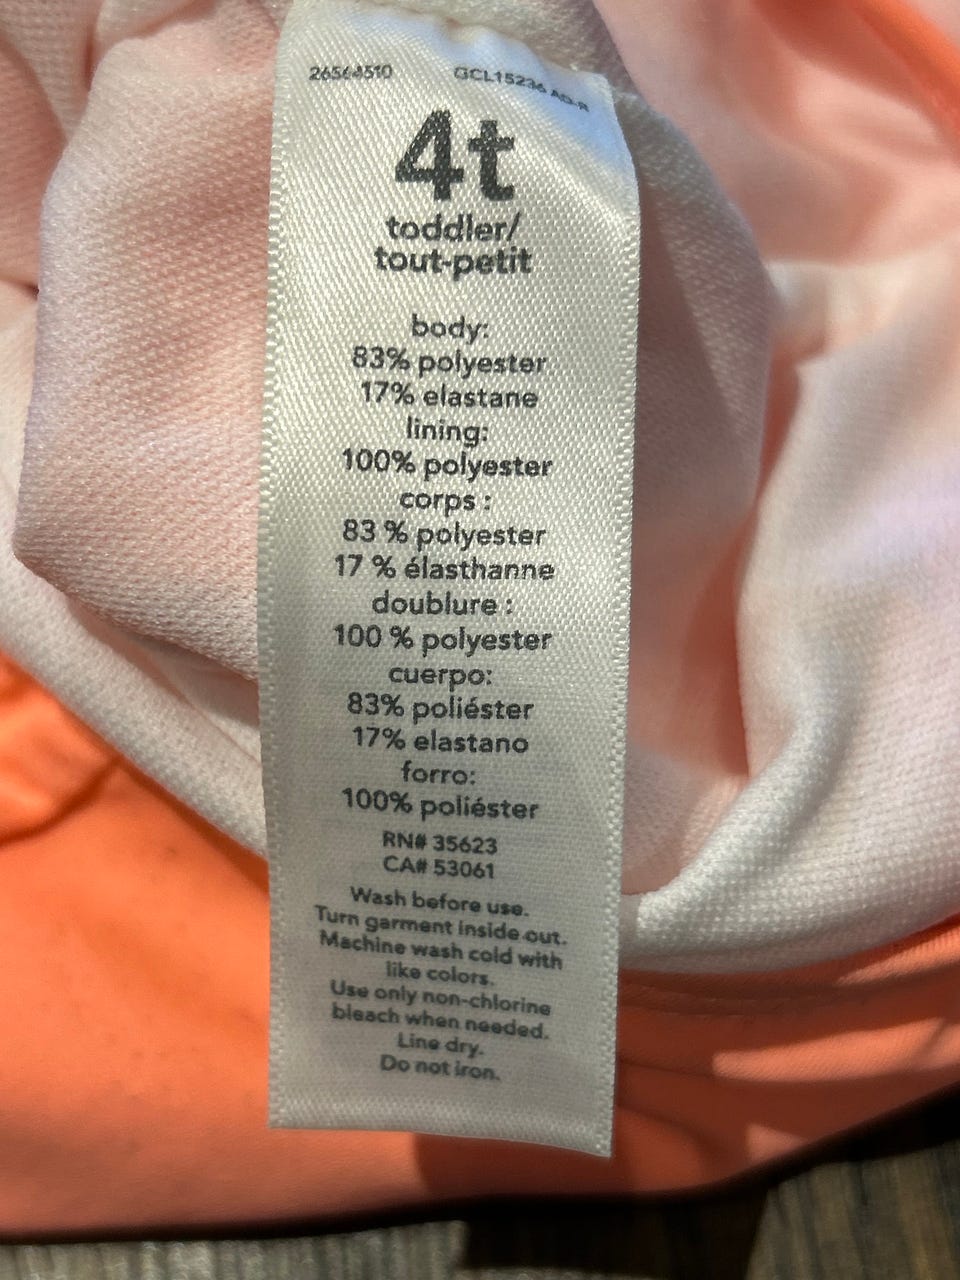 26564510 GCL15236 AD-R
4t
toddler/
tout-petit
body:
83% polyester
17% elastane
lining:
100% polyester
corps :
83 % polyester
17 % élasthanne
doublure :
100 % polyester
cuerpo:
83% poliéster
17% elastano
forro:
100% poliéster
RN# 35623
CA# 53061
Wash before use.
Turn garment inside out.
Machine wash cold with
like colors.
Use only non-chlorine
bleach when needed.
Line dry.
Do not iron.